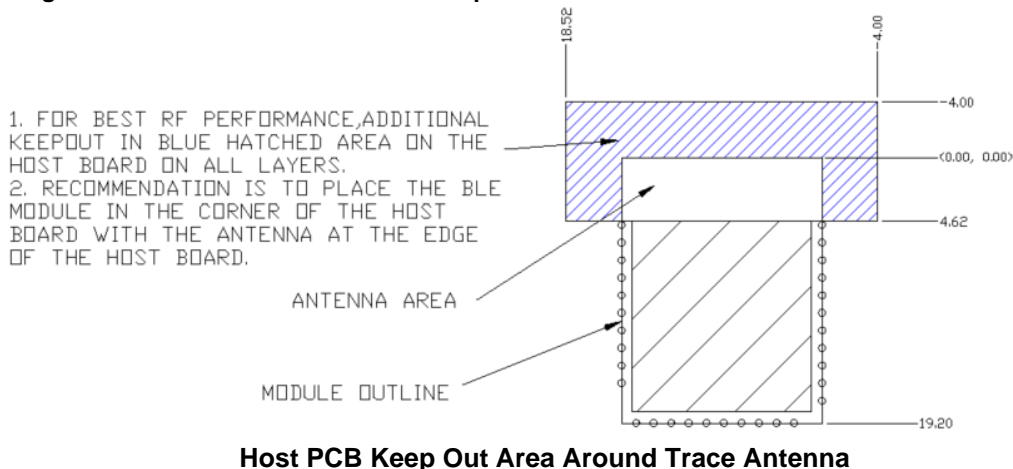 18.52
-4.00
-4.00
1. FOR BEST RF PERFORMANCE,ADDITIONAL
KEEPOUT IN BLUE HATCHED AREA ON THE
HOST BOARD ON ALL LAYERS.
(0.00, 0.00)
2. RECOMMENDATION IS TO PLACE THE BLE
MODULE IN THE CORNER OF THE HOST
BOARD WITH THE ANTENNA AT THE EDGE
OF THE HOST BOARD.
4.62
ANTENNA AREA
MODULE OUTLINE
19.20
Host PCB Keep Out Area Around Trace Antenna